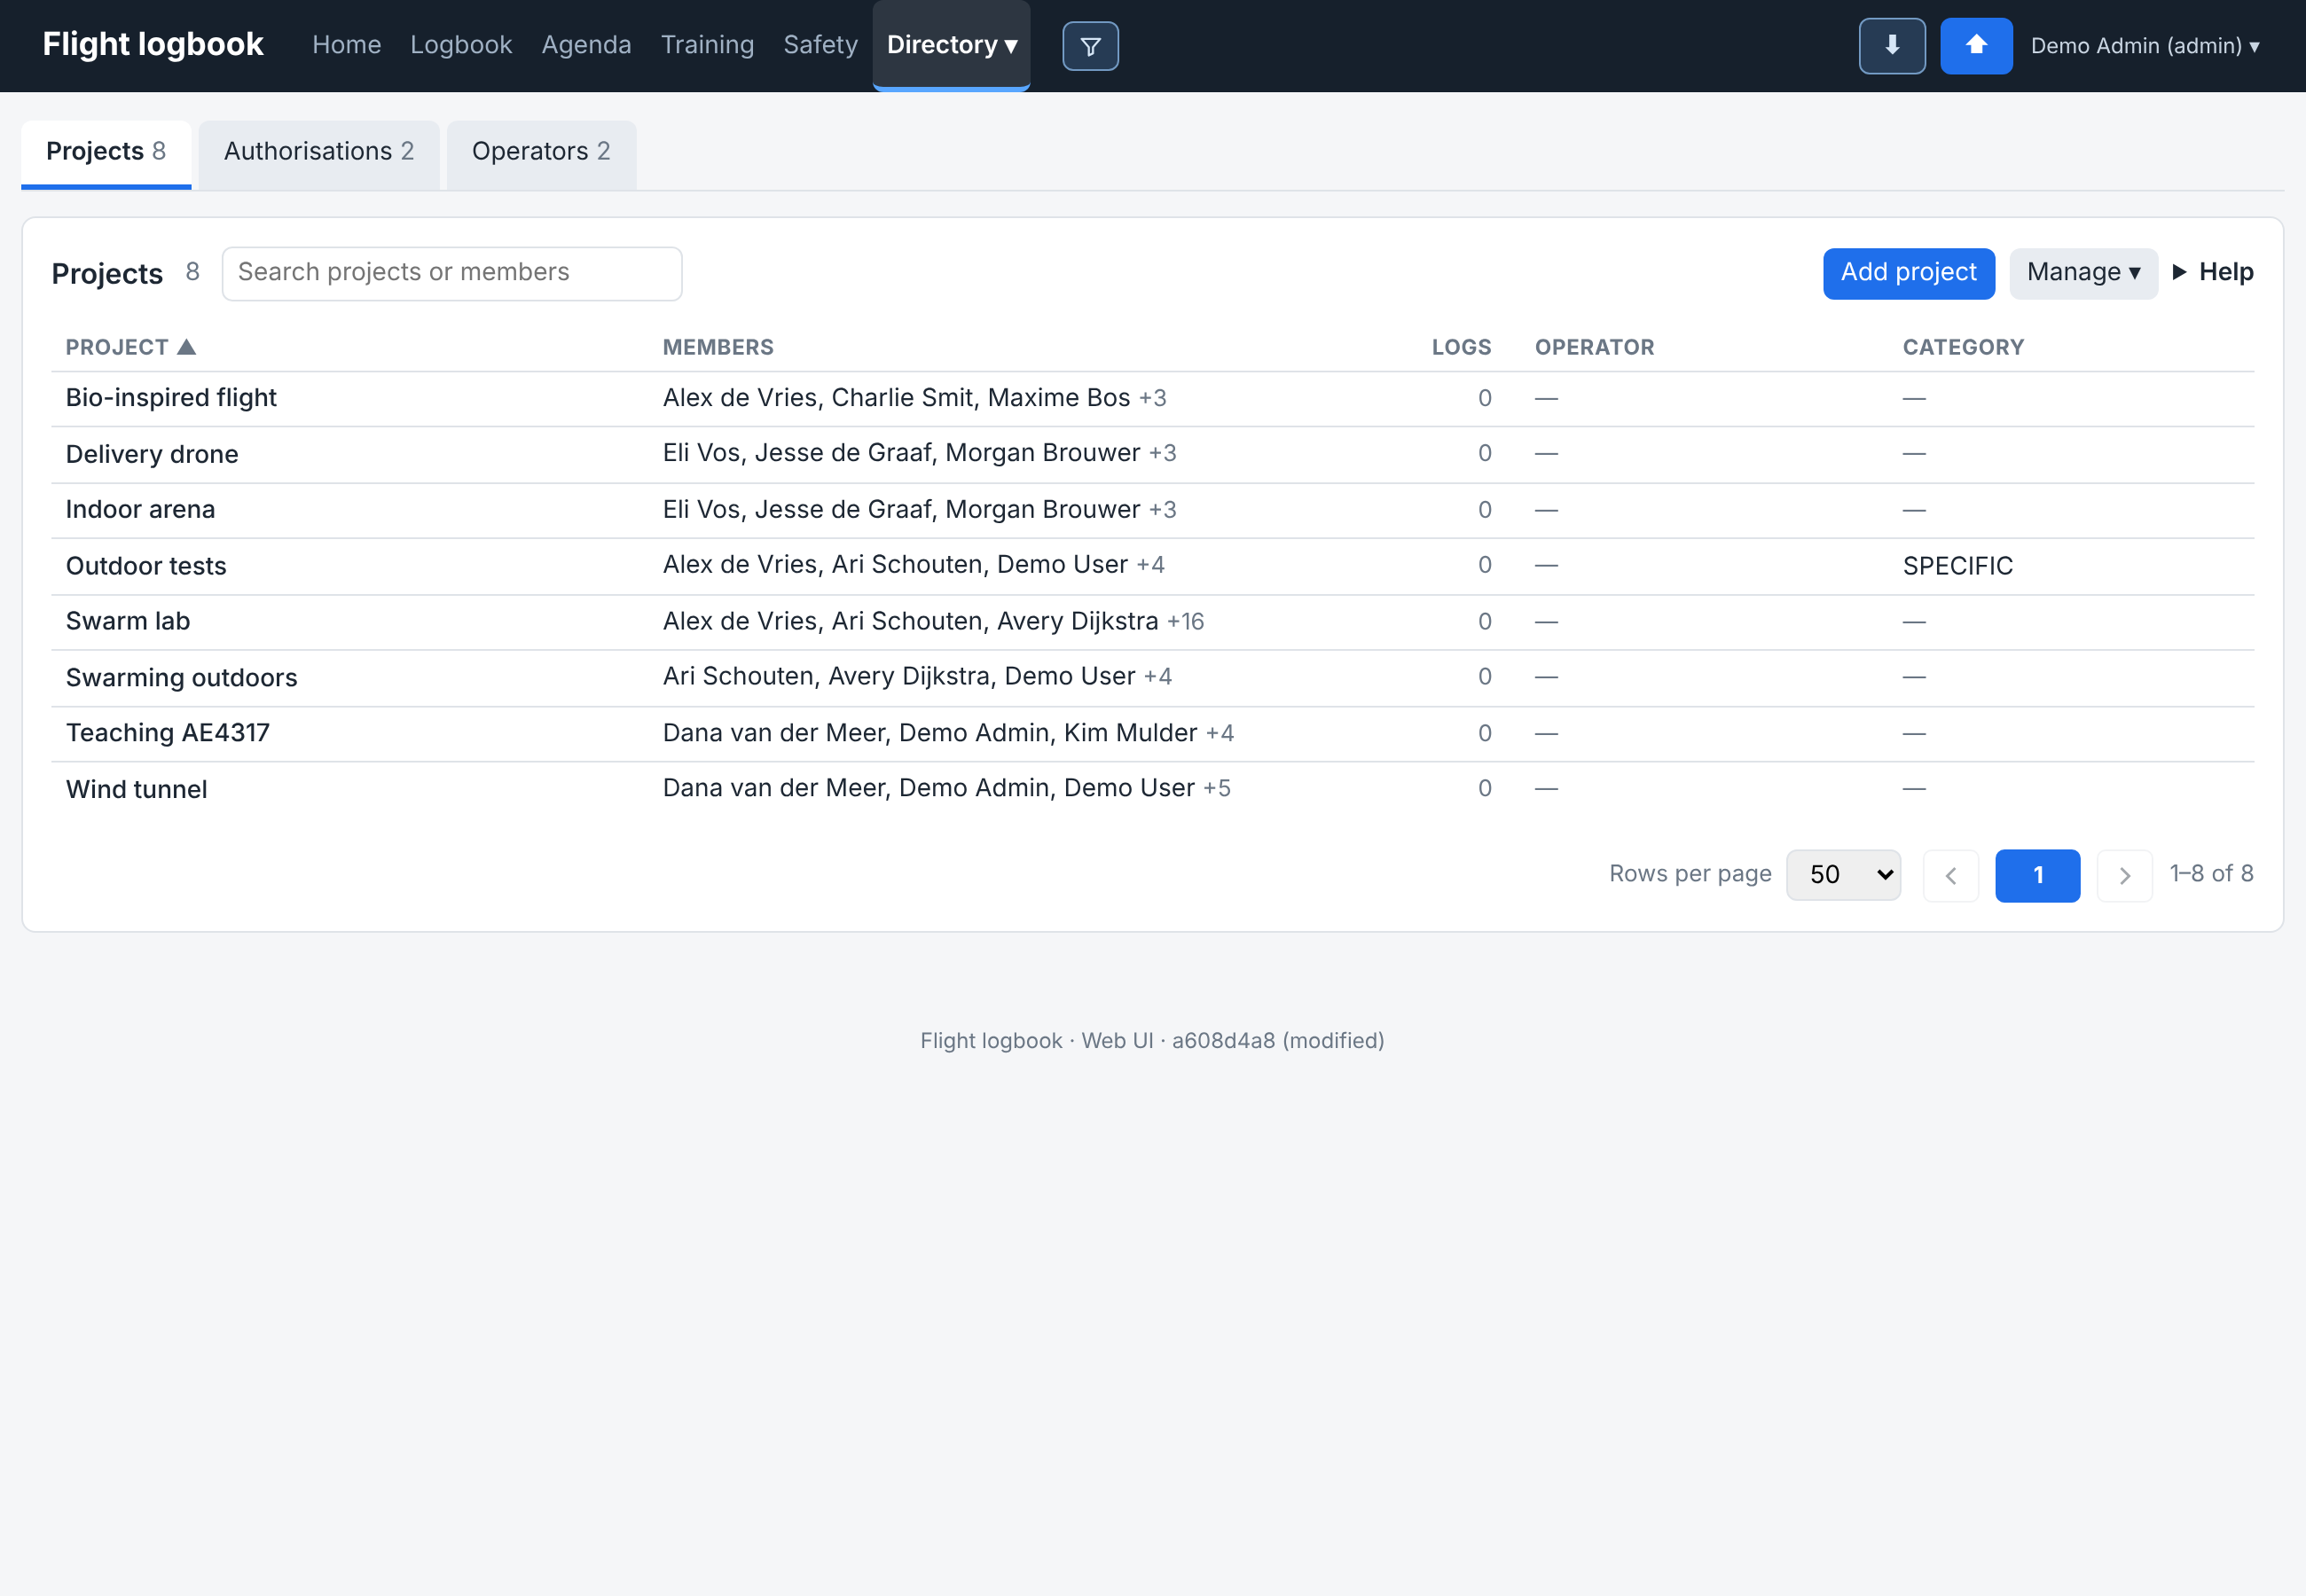 Flight logbook Home Logbook Agenda Training Safety Directory ▾ Demo Admin (admin) ▾
Projects 8 Authorisations 2 Operators 2
Projects 8 Search projects or members Add project Manage ▾ ▶ Help
PROJECT ▲ MEMBERS LOGS OPERATOR CATEGORY
Bio-inspired flight Alex de Vries, Charlie Smit, Maxime Bos +3 0 — —
Delivery drone Eli Vos, Jesse de Graaf, Morgan Brouwer +3 0 — —
Indoor arena Eli Vos, Jesse de Graaf, Morgan Brouwer +3 0 — —
Outdoor tests Alex de Vries, Ari Schouten, Demo User +4 0 — SPECIFIC
Swarm lab Alex de Vries, Ari Schouten, Avery Dijkstra +16 0 — —
Swarming outdoors Ari Schouten, Avery Dijkstra, Demo User +4 0 — —
Teaching AE4317 Dana van der Meer, Demo Admin, Kim Mulder +4 0 — —
Wind tunnel Dana van der Meer, Demo Admin, Demo User +5 0 — —
Rows per page 50 1 1–8 of 8
Flight logbook · Web UI · a608d4a8 (modified)